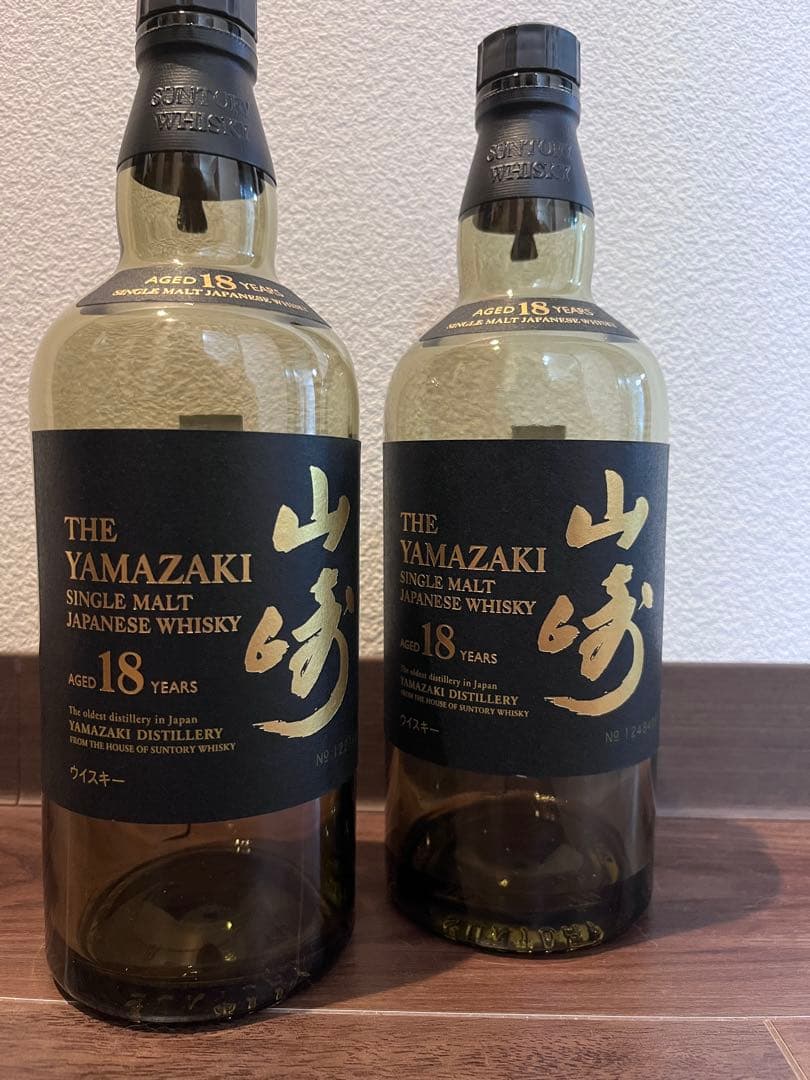 SUNTORY
WHISKY
AGED 18 YEARS
SINGLE MALT JAPANESE WHISKY
THE
YAMAZAKI
SINGLE MALT
JAPANESE WHISKY
AGED 18 YEARS
The oldest distillery in Japan
YAMAZAKI DISTILLERY
FROM THE HOUSE OF SUNTORY WHISKY
ウイスキー
山崎
SUNTORY
WHISKY
AGED 18 YEARS
SINGLE MALT JAPANESE WHISKY
THE
YAMAZAKI
SINGLE MALT
JAPANESE WHISKY
AGED 18 YEARS
The oldest distillery in Japan
YAMAZAKI DISTILLERY
FROM THE HOUSE OF SUNTORY WHISKY
ウイスキー
山崎